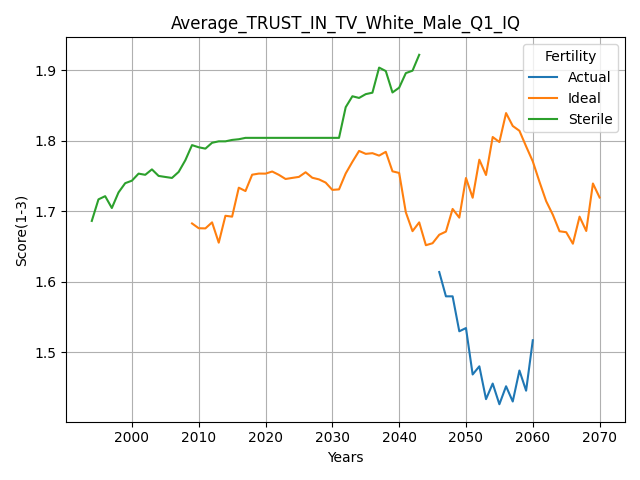 Average_TRUST_IN_TV_White_Male_Q1_IQ
Fertility
Actual
Ideal
Sterile
Score(1-3)
1.9
1.8
1.7
1.6
1.5
2000 2010 2020 2030 2040 2050 2060 2070
Years